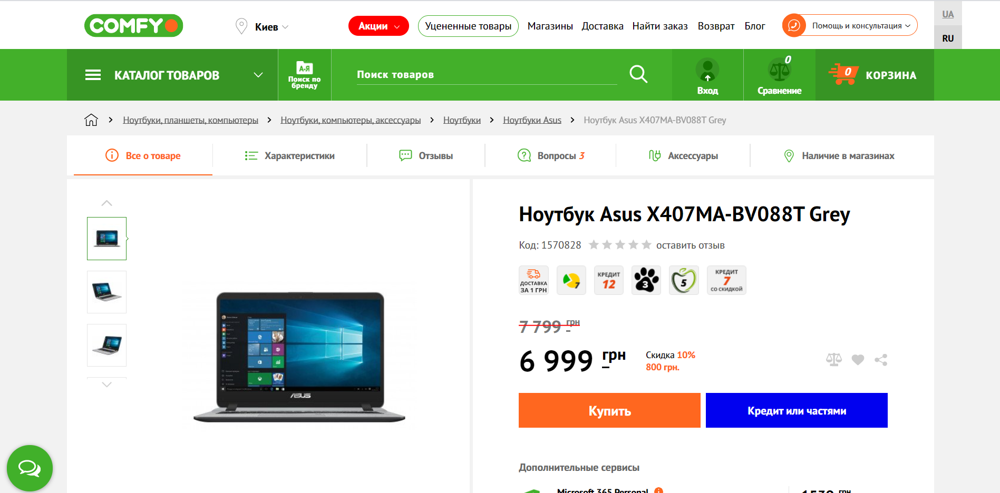 COMFY
Киев
Акции
Уцененные товары
Магазины
Доставка
Найти заказ
Возврат
Блог
Помощь и консультация
UA
RU
КАТАЛОГ ТОВАРОВ
А-Я
Поиск по
бренду
Поиск товаров
Вход
0
Сравнение
0
КОРЗИНА
Ноутбуки, планшеты, компьютеры
Ноутбуки, компьютеры, аксессуары
Ноутбуки
Ноутбуки Asus
Ноутбук Asus X407MA-BV088T Grey
Все о товаре
Характеристики
Отзывы
Вопросы 3
Аксессуары
Наличие в магазинах
Ноутбук Asus X407MA-BV088T Grey
Код: 1570828
оставить отзыв
ДОСТАВКА
ЗА 1 ГРН
7
КРЕДИТ
12
3
5
КРЕДИТ
7
СО СКИДКОЙ
7 799 грн
6 999 грн
Скидка 10%
800 грн.
Купить
Кредит или частями
ASUS
Дополнительные сервисы
Microsoft 365 Personal
1539 грн